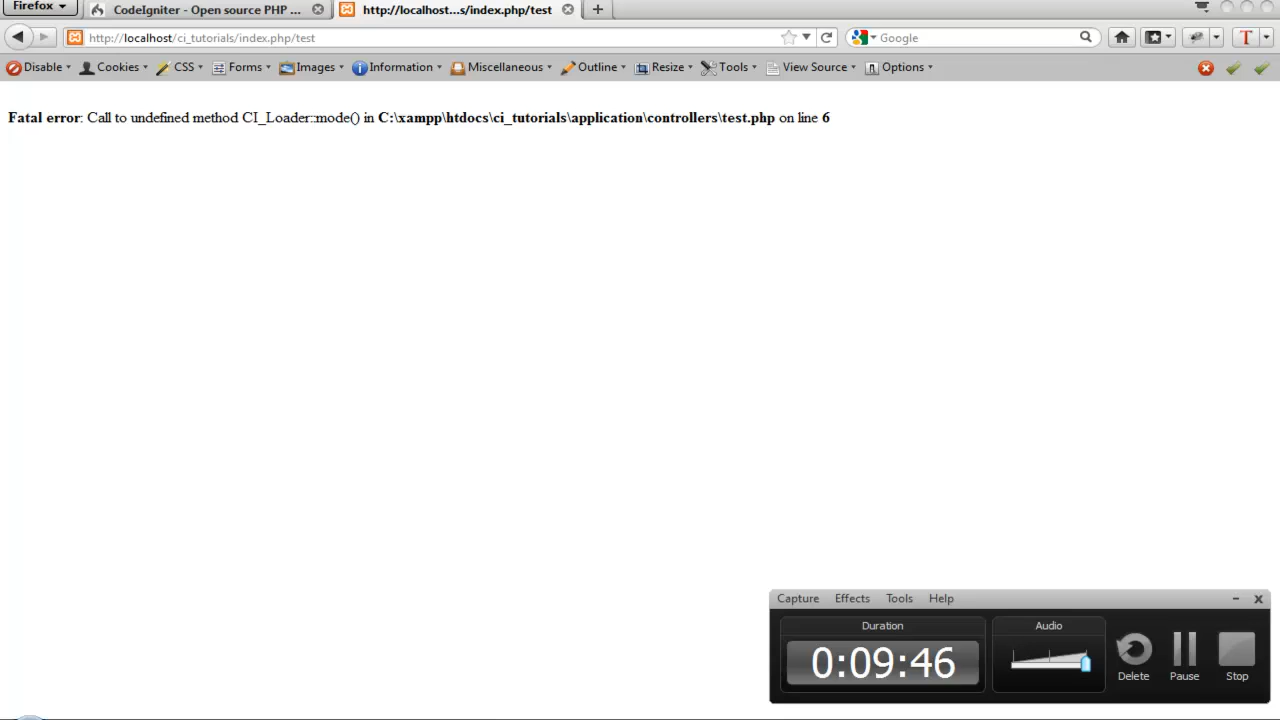 Firefox
CodeIgniter - Open source PHP ...
http://localhost...s/index.php/test
http://localhost/ci_tutorials/index.php/test
Google
T
Disable
Cookies
CSS
Forms
Images
Information
Miscellaneous
Outline
Resize
Tools
View Source
Options
Fatal error: Call to undefined method CI_Loader::mode() in C:\xampp\htdocs\ci_tutorials\application\controllers\test.php on line 6
Capture Effects Tools Help
Duration
Audio
0:09:46
Delete
Pause
Stop